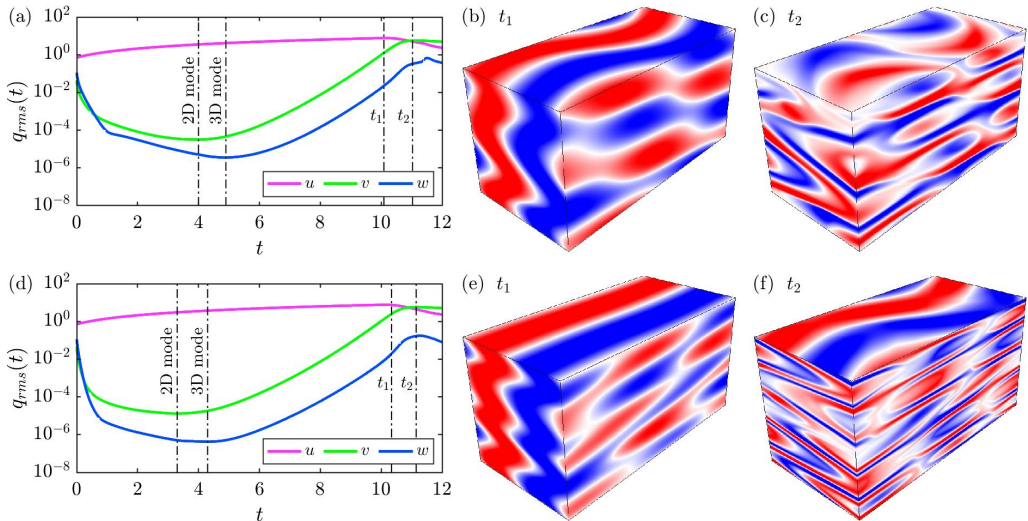 (a)
10^2
10^0
10^-2
10^-4
10^-6
10^-8
q_rms(t)
2D mode
3D mode
t_1
t_2
u v w
0 2 4 6 8 10 12
t
(b) t_1
(c) t_2
(d)
10^2
10^0
10^-2
10^-4
10^-6
10^-8
q_rms(t)
2D mode
3D mode
t_1
t_2
u v w
0 2 4 6 8 10 12
t
(e) t_1
(f) t_2